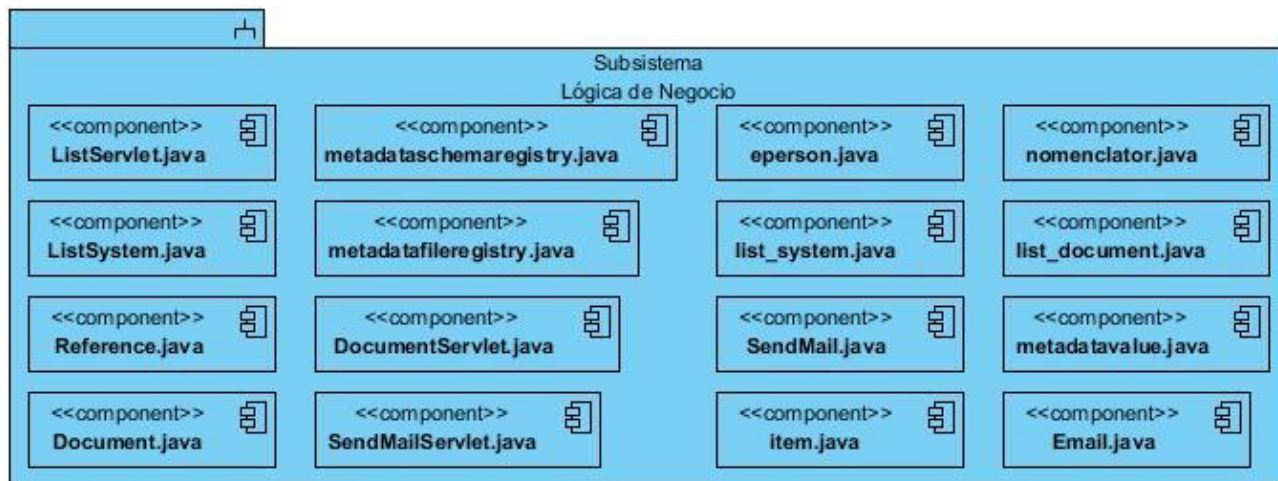 Subsistema
Lógica de Negocio
<<component>>
ListServlet.java
<<component>>
metadataschemaregistry.java
<<component>>
eperson.java
<<component>>
nomenclator.java
<<component>>
ListSystem.java
<<component>>
metadatafileregistry.java
<<component>>
list_system.java
<<component>>
list_document.java
<<component>>
Reference.java
<<component>>
DocumentServlet.java
<<component>>
SendMail.java
<<component>>
metadatavalue.java
<<component>>
Document.java
<<component>>
SendMailServlet.java
<<component>>
item.java
<<component>>
Email.java